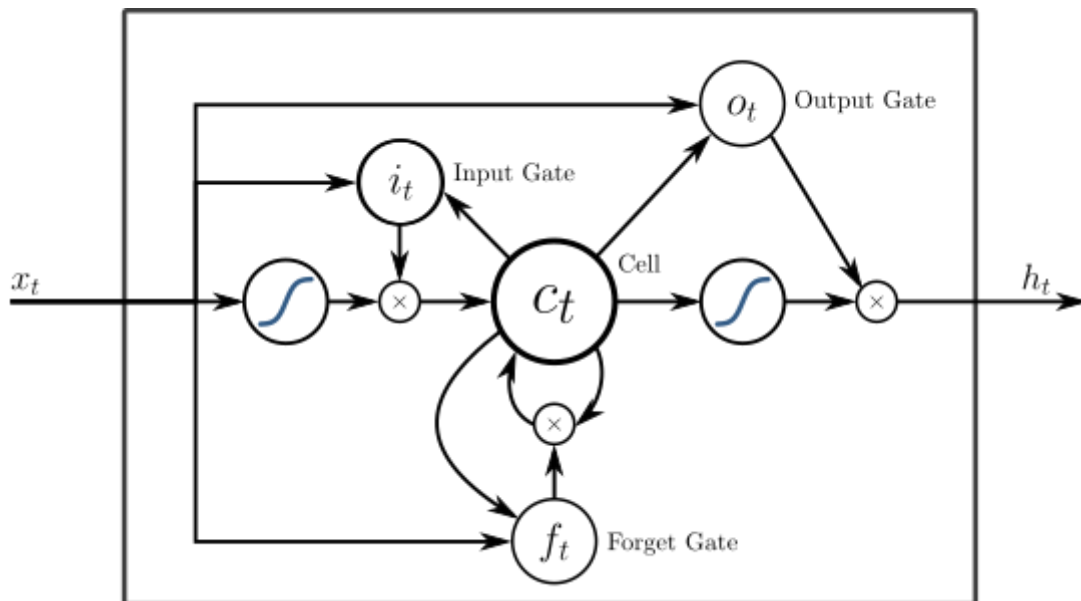 o_t Output Gate
i_t Input Gate
x_t
×
c_t
Cell
×
h_t
×
f_t Forget Gate